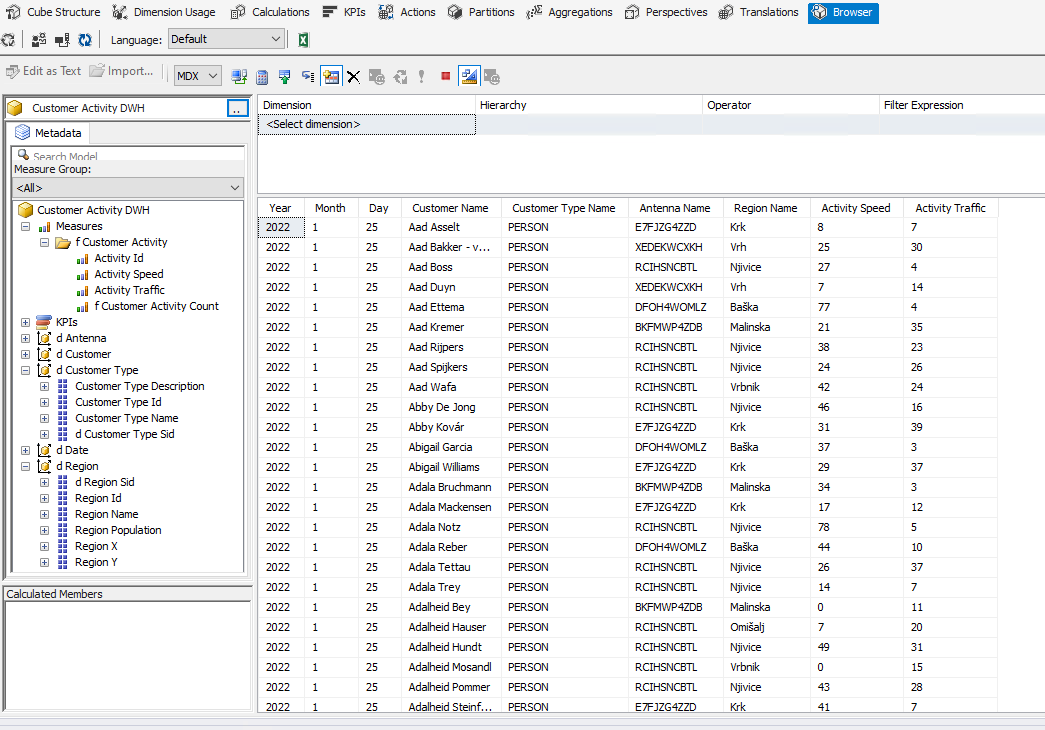 Cube Structure Dimension Usage Calculations KPIs Actions Partitions Aggregations Perspectives Translations Browser
Language: Default
Edit as Text Import... MDX
Customer Activity DWH ..
Metadata
Search Model
Measure Group:
<All>
Customer Activity DWH
Measures
f Customer Activity
Activity Id
Activity Speed
Activity Traffic
f Customer Activity Count
KPIs
d Antenna
d Customer
d Customer Type
Customer Type Description
Customer Type Id
Customer Type Name
d Customer Type Sid
d Date
d Region
d Region Sid
Region Id
Region Name
Region Population
Region X
Region Y
Calculated Members
Dimension Hierarchy Operator Filter Expression
<Select dimension>
Year Month Day Customer Name Customer Type Name Antenna Name Region Name Activity Speed Activity Traffic
2022 1 25 Aad Asselt PERSON E7FJZG4ZZD Krk 8 7
2022 1 25 Aad Bakker - v... PERSON XEDEKWCXKH Vrh 25 30
2022 1 25 Aad Boss PERSON RCIHSNCBTL Njivice 27 4
2022 1 25 Aad Duyn PERSON XEDEKWCXKH Vrh 7 14
2022 1 25 Aad Ettema PERSON DFOH4WOMLZ Baška 77 4
2022 1 25 Aad Kremer PERSON BKFMWP4ZDB Malinska 21 35
2022 1 25 Aad Rijpers PERSON RCIHSNCBTL Njivice 38 23
2022 1 25 Aad Spijkers PERSON RCIHSNCBTL Njivice 24 26
2022 1 25 Aad Wafa PERSON RCIHSNCBTL Vrbnik 42 24
2022 1 25 Abby De Jong PERSON RCIHSNCBTL Njivice 46 16
2022 1 25 Abby Kovár PERSON E7FJZG4ZZD Krk 31 39
2022 1 25 Abigail Garcia PERSON DFOH4WOMLZ Baška 37 3
2022 1 25 Abigail Williams PERSON E7FJZG4ZZD Krk 29 37
2022 1 25 Adala Bruchmann PERSON BKFMWP4ZDB Malinska 34 3
2022 1 25 Adala Mackensen PERSON E7FJZG4ZZD Krk 17 12
2022 1 25 Adala Notz PERSON RCIHSNCBTL Njivice 78 5
2022 1 25 Adala Reber PERSON DFOH4WOMLZ Baška 44 10
2022 1 25 Adala Tettau PERSON RCIHSNCBTL Njivice 26 37
2022 1 25 Adala Trey PERSON RCIHSNCBTL Njivice 14 7
2022 1 25 Adalheid Bey PERSON BKFMWP4ZDB Malinska 0 11
2022 1 25 Adalheid Hauser PERSON RCIHSNCBTL Omišalj 7 20
2022 1 25 Adalheid Hundt PERSON RCIHSNCBTL Njivice 49 31
2022 1 25 Adalheid Mosandl PERSON RCIHSNCBTL Vrbnik 0 15
2022 1 25 Adalheid Pommer PERSON RCIHSNCBTL Njivice 43 28
2022 1 25 Adalheid Steinf... PERSON E7FJZG4ZZD Krk 41 7